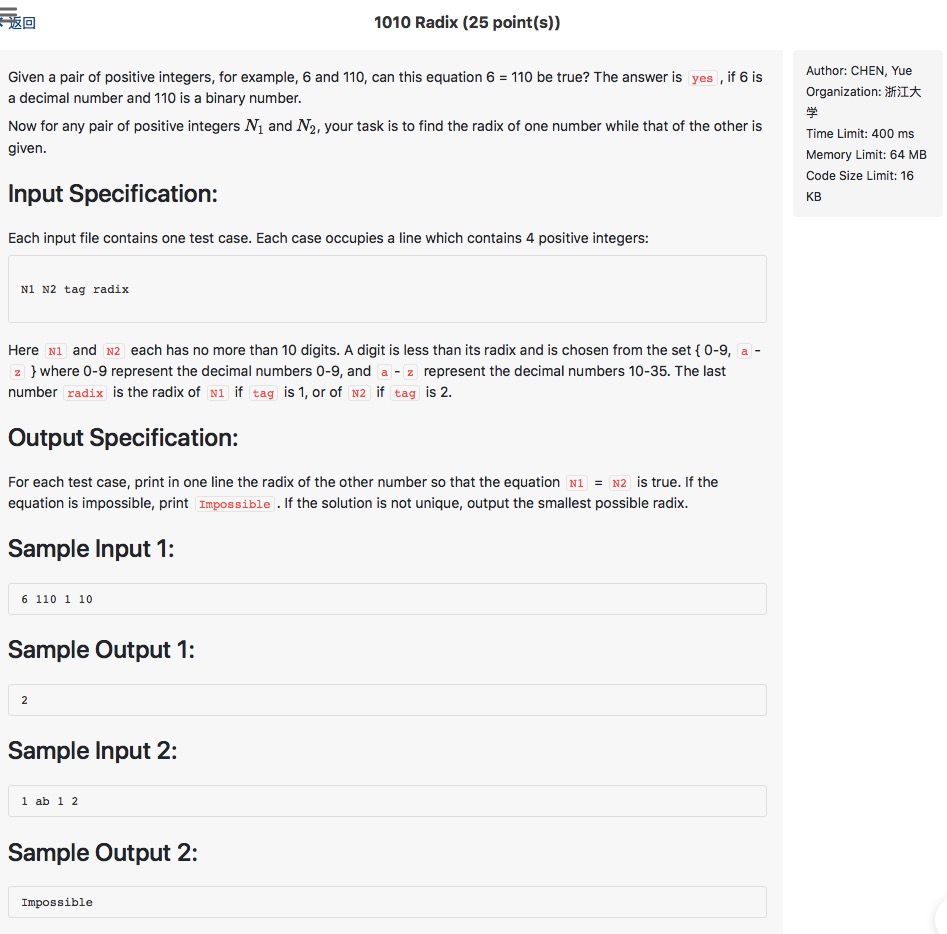 返回
1010 Radix (25 point(s))
Given a pair of positive integers, for example, 6 and 110, can this equation 6 = 110 be true? The answer is yes, if 6 is
a decimal number and 110 is a binary number.
Now for any pair of positive integers N1 and N2, your task is to find the radix of one number while that of the other is
given.
Input Specification:
Each input file contains one test case. Each case occupies a line which contains 4 positive integers:
N1 N2 tag radix
Here N1 and N2 each has no more than 10 digits. A digit is less than its radix and is chosen from the set { 0-9, a -
z } where 0-9 represent the decimal numbers 0-9, and a - z represent the decimal numbers 10-35. The last
number radix is the radix of N1 if tag is 1, or of N2 if tag is 2.
Output Specification:
For each test case, print in one line the radix of the other number so that the equation N1 = N2 is true. If the
equation is impossible, print Impossible. If the solution is not unique, output the smallest possible radix.
Sample Input 1:
6 110 1 10
Sample Output 1:
2
Sample Input 2:
1 ab 1 2
Sample Output 2:
Impossible
Author: CHEN, Yue
Organization: 浙江大
学
Time Limit: 400 ms
Memory Limit: 64 MB
Code Size Limit: 16
KB